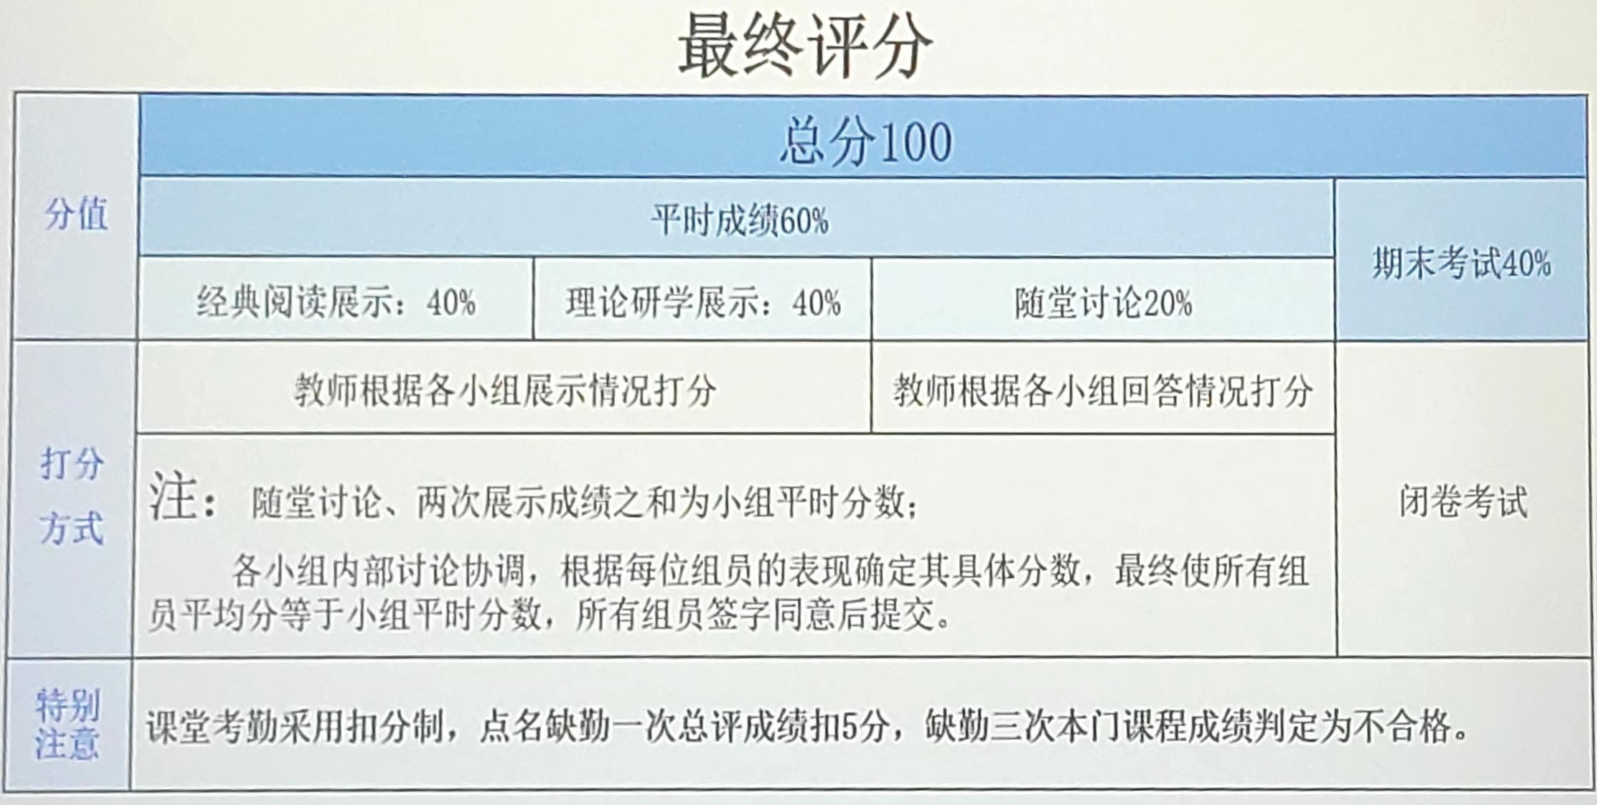 最终评分
总分100
分值
平时成绩60%
期末考试40%
经典阅读展示：40%
理论研学展示：40%
随堂讨论20%
教师根据各小组展示情况打分
教师根据各小组回答情况打分
打分
方式
注：随堂讨论、两次展示成绩之和为小组平时分数；
各小组内部讨论协调，根据每位组员的表现确定其具体分数，最终使所有组
员平均分等于小组平时分数，所有组员签字同意后提交。
闭卷考试
特别
注意
课堂考勤采用扣分制，点名缺勤一次总评成绩扣5分，缺勤三次本门课程成绩判定为不合格。